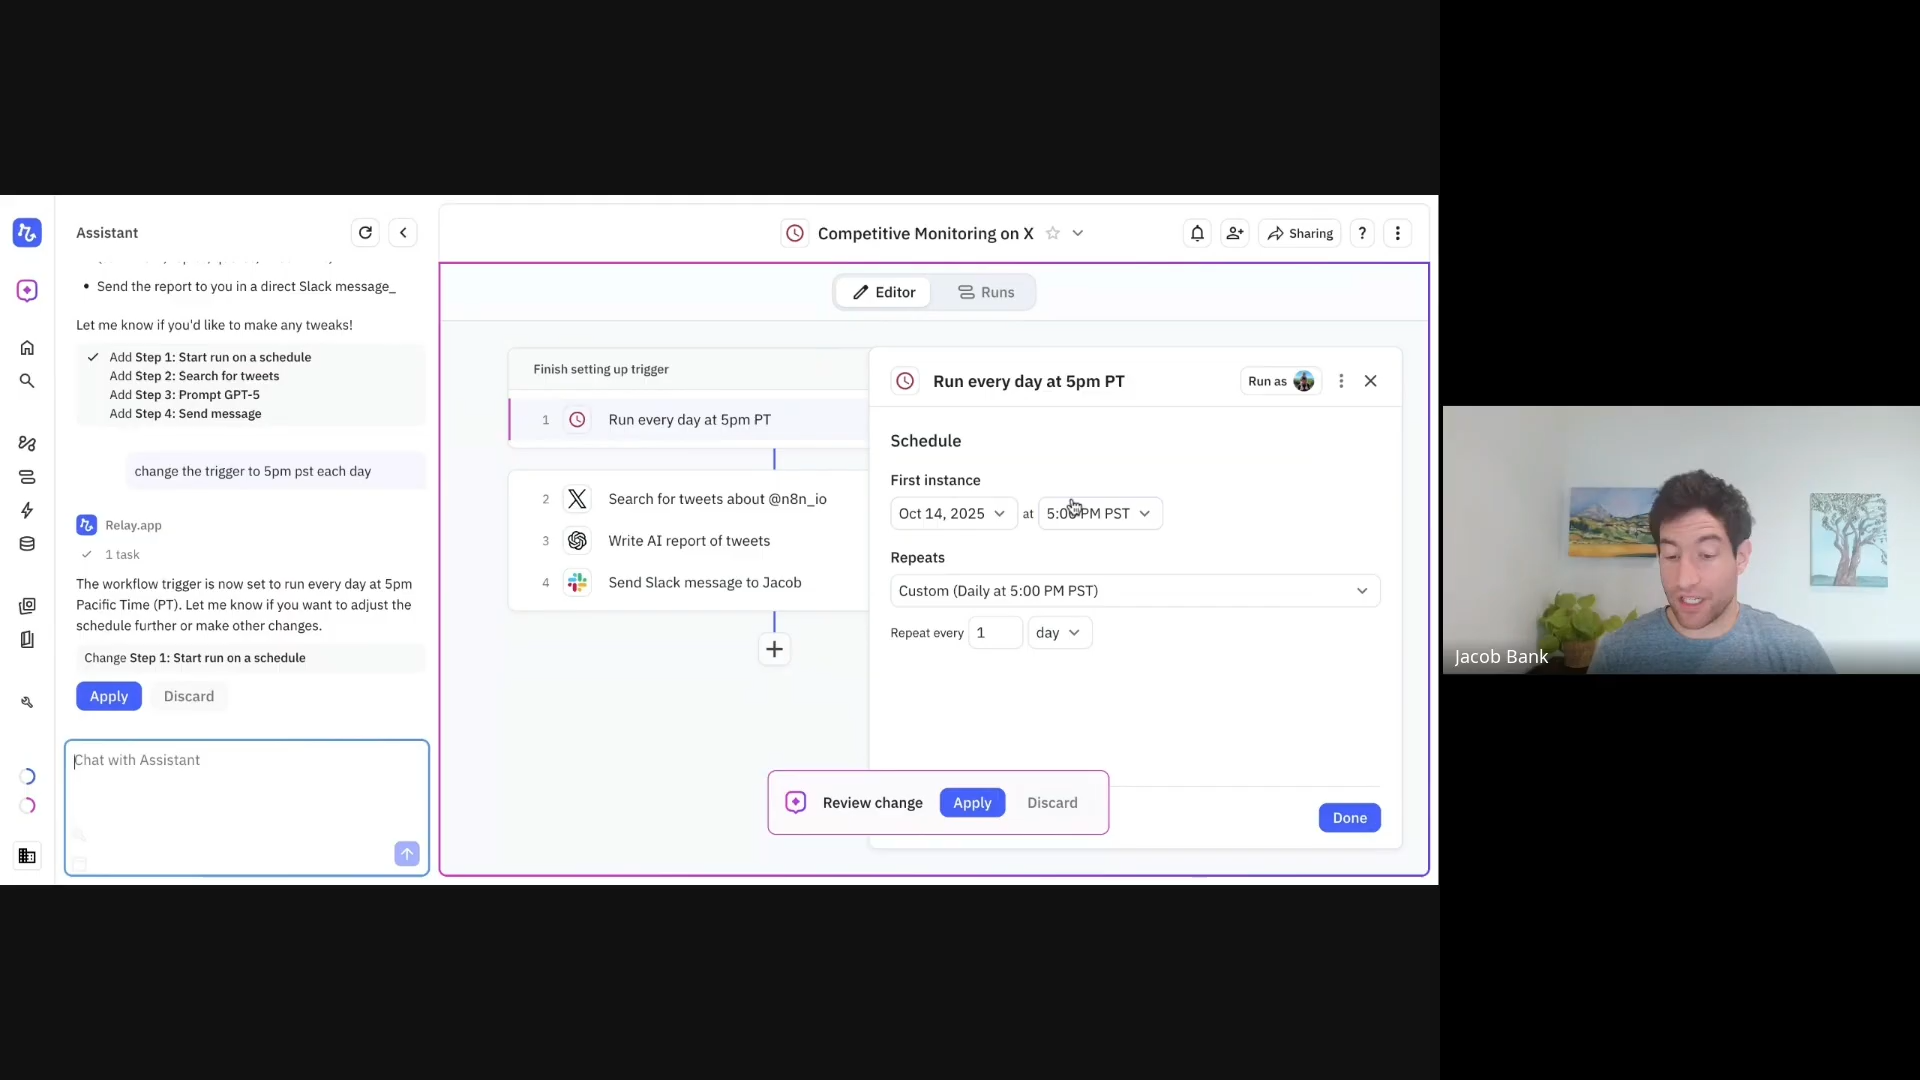 Assistant
• Send the report to you in a direct Slack message_
Let me know if you'd like to make any tweaks!
Add Step 1: Start run on a schedule
Add Step 2: Search for tweets
Add Step 3: Prompt GPT-5
Add Step 4: Send message
change the trigger to 5pm pst each day
Relay.app
1 task
The workflow trigger is now set to run every day at 5pm
Pacific Time (PT). Let me know if you want to adjust the
schedule further or make other changes.
Change Step 1: Start run on a schedule
Apply Discard
Chat with Assistant
Competitive Monitoring on X
Sharing ?
Editor Runs
Finish setting up trigger
1 Run every day at 5pm PT
2 Search for tweets about @n8n_io
3 Write AI report of tweets
4 Send Slack message to Jacob
Run every day at 5pm PT
Run as
Schedule
First instance
Oct 14, 2025 at 5:00 PM PST
Repeats
Custom (Daily at 5:00 PM PST)
Repeat every 1 day
Review change Apply Discard
Done
Jacob Bank